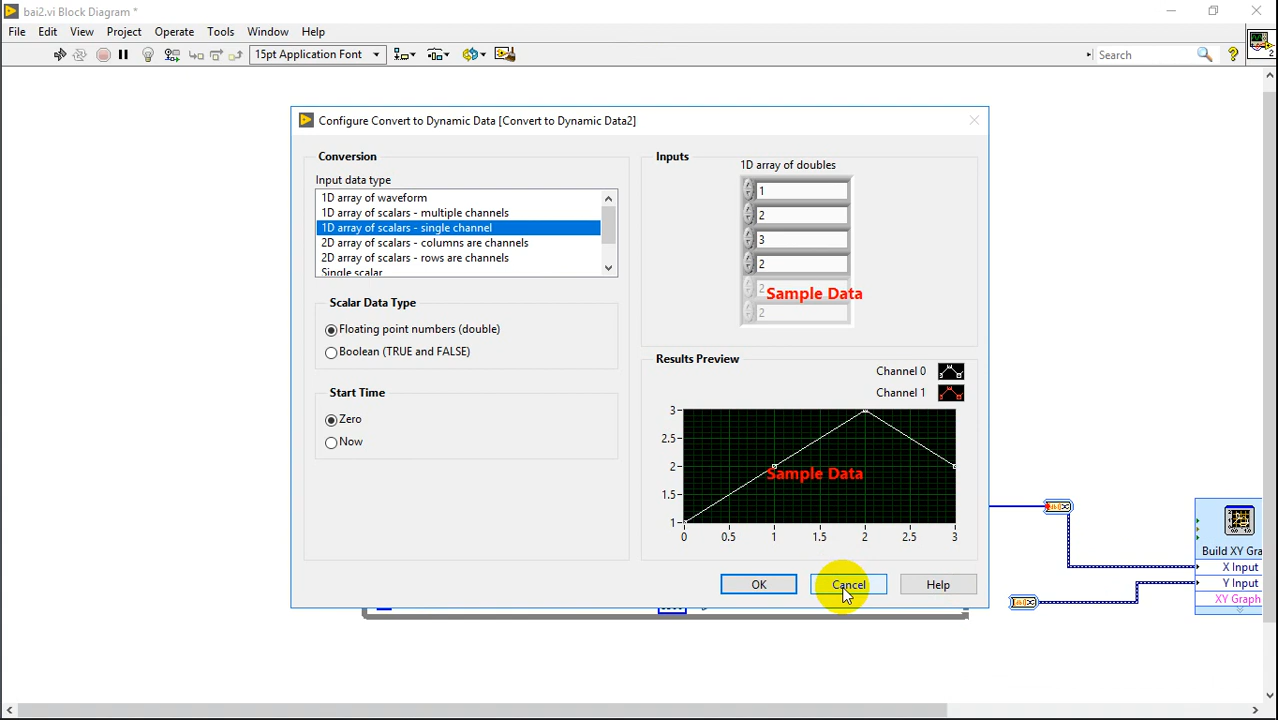 bai2.vi Block Diagram *
File Edit View Project Operate Tools Window Help
15pt Application Font
Search
2
Configure Convert to Dynamic Data [Convert to Dynamic Data2]
Conversion
Input data type
1D array of waveform
1D array of scalars - multiple channels
1D array of scalars - single channel
2D array of scalars - columns are channels
2D array of scalars - rows are channels
Single scalar
Scalar Data Type
Floating point numbers (double)
Boolean (TRUE and FALSE)
Start Time
Zero
Now
Inputs
1D array of doubles
1
2
3
2
2
2
Sample Data
Results Preview
Channel 0
Channel 1
3
2.5
2
1.5
1
0 0.5 1 1.5 2 2.5 3
Sample Data
OK Cancel Help
Build XY Gra
X Input
Y Input
XY Graph